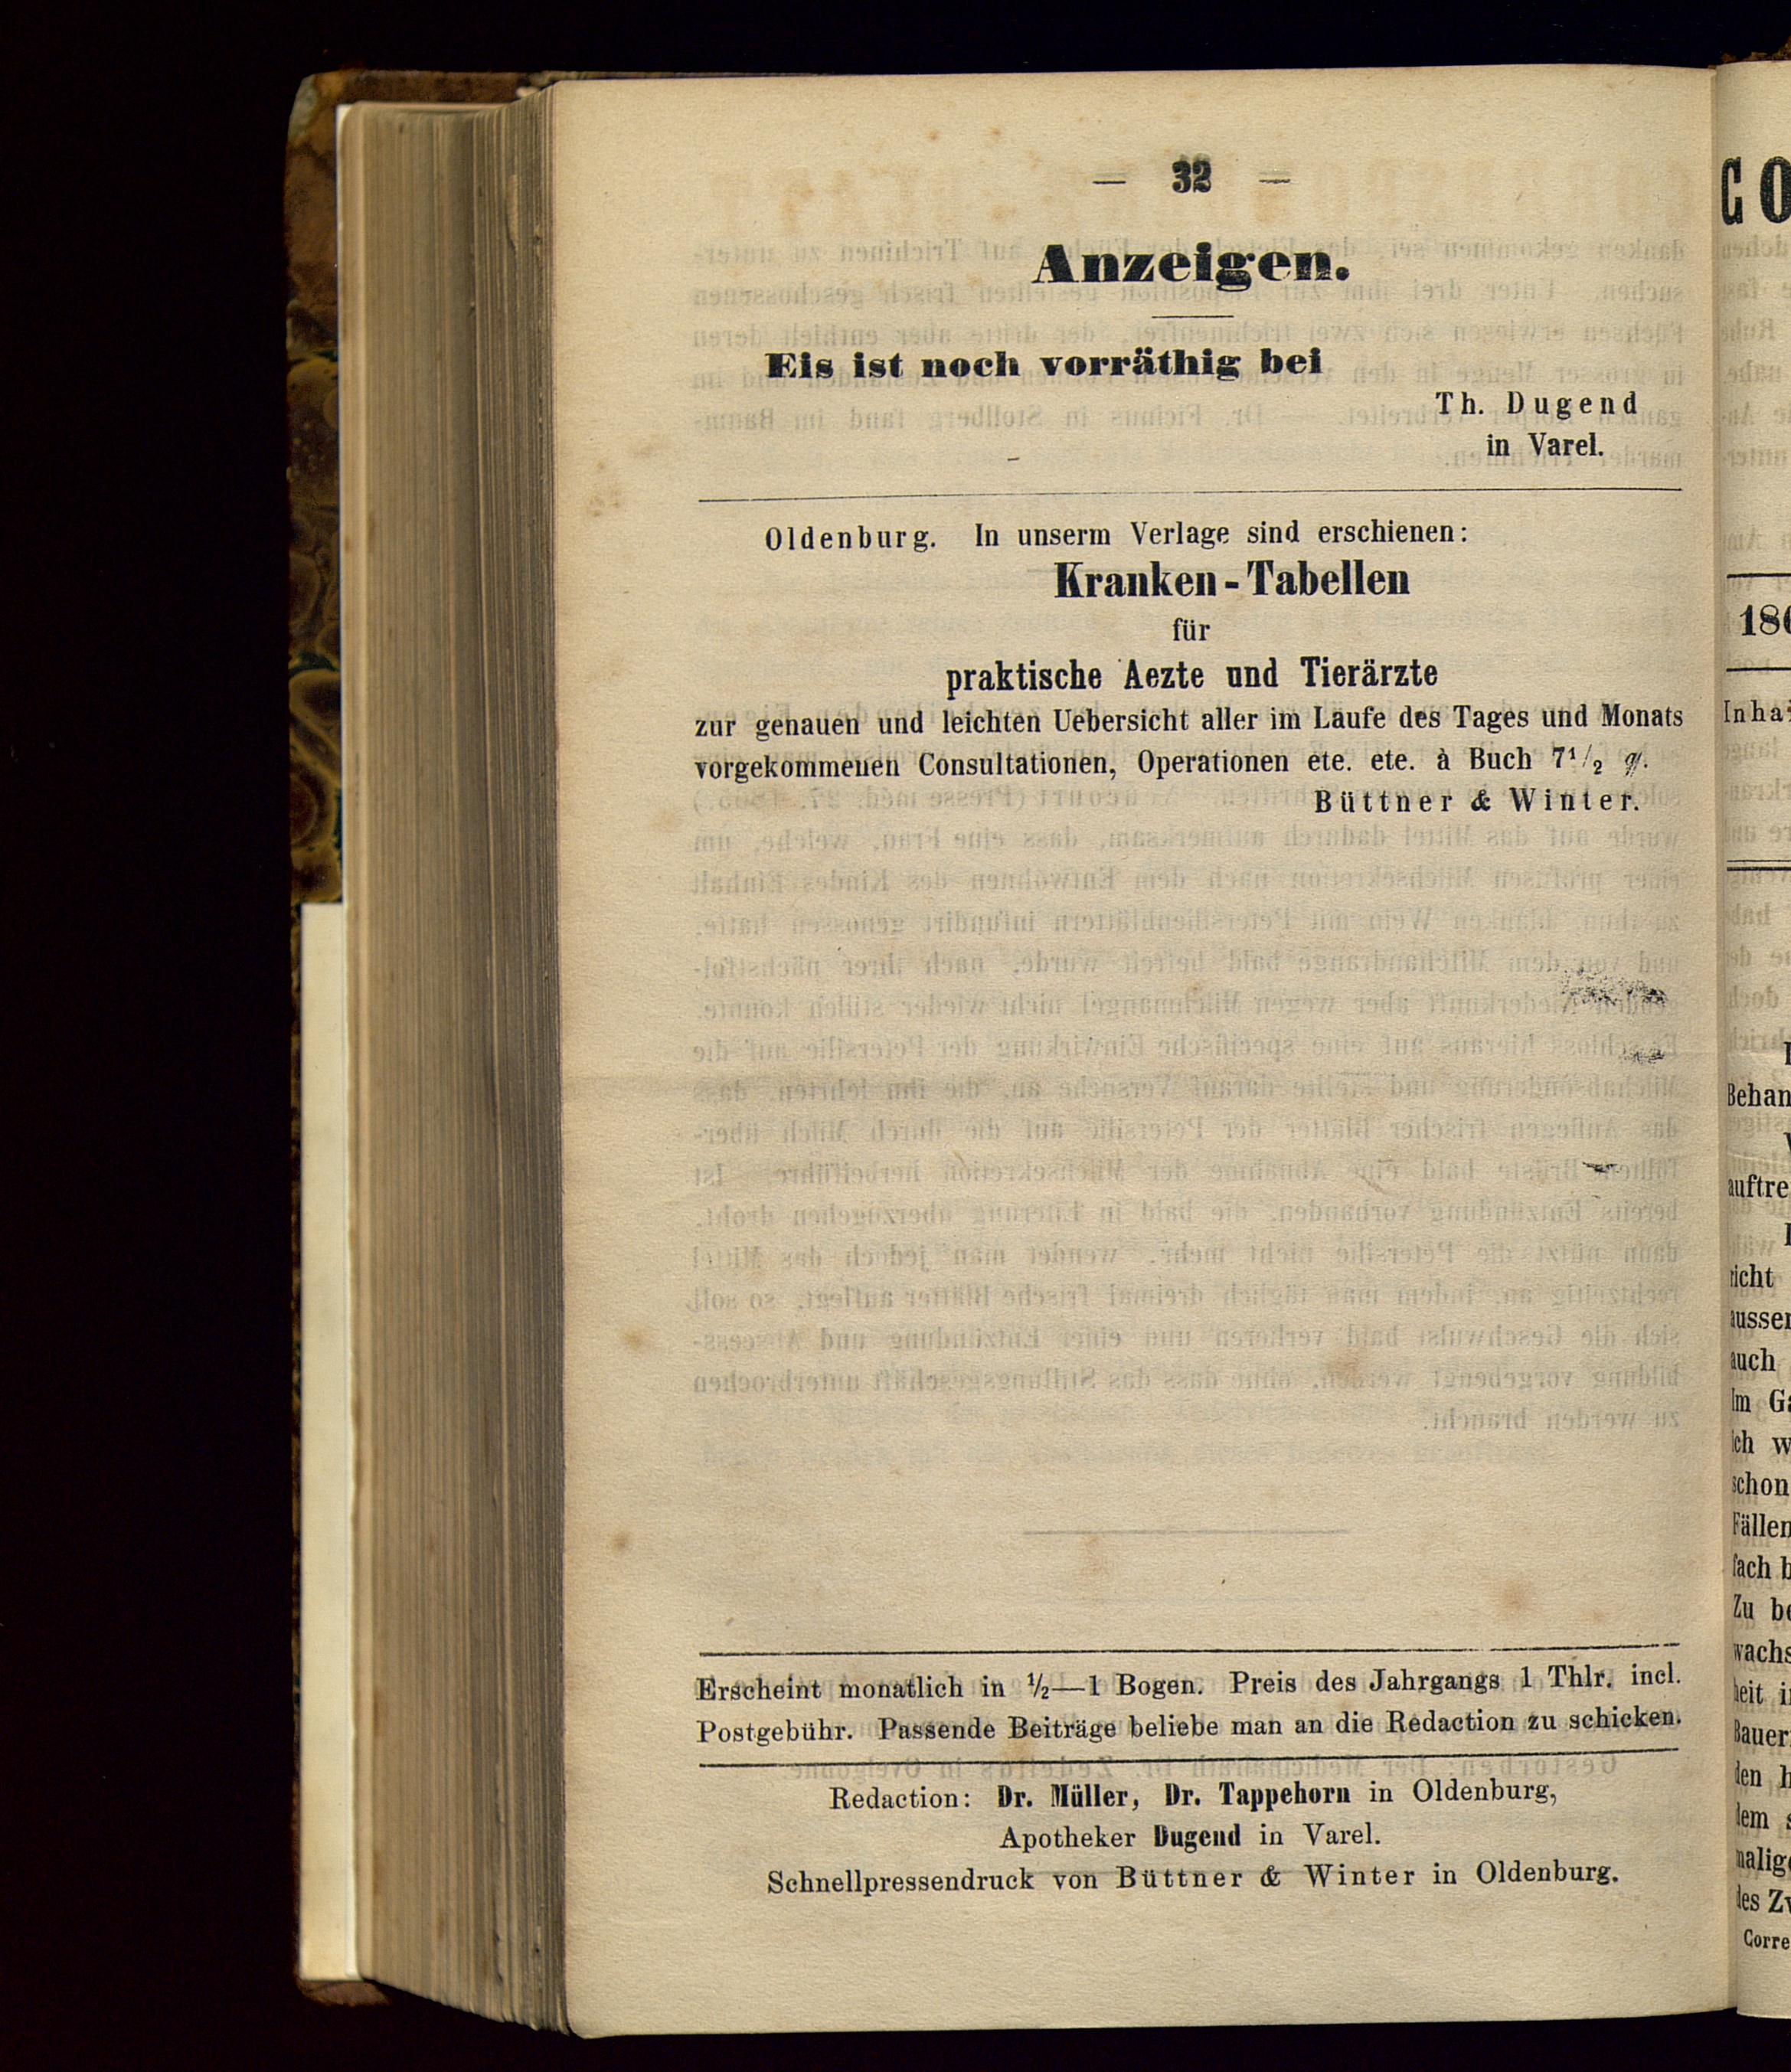 — 32 —
Anzeigen.
Eis ist noch vorräthig bei
Th. Dugend
in Varel.
Oldenburg. In unserm Verlage sind erschienen:
Kranken-Tabellen
für
praktische Aezte und Tierärzte
zur genauen und leichten Uebersicht aller im Laufe des Tages und Monats
vorgekommenen Consultationen, Operationen ete. ete. à Buch 7½
Büttner & Winter.
Erscheint monatlich in ½—1 Bogen. Preis des Jahrgangs 1 Thlr. incl.
Postgebühr. Passende Beiträge beliebe man an die Redaction zu schicken.
Redaction: Dr. Müller, Dr. Tappehorn in Oldenburg,
Apotheker Dugend in Varel.
Schnellpressendruck von Büttner & Winter in Oldenburg.